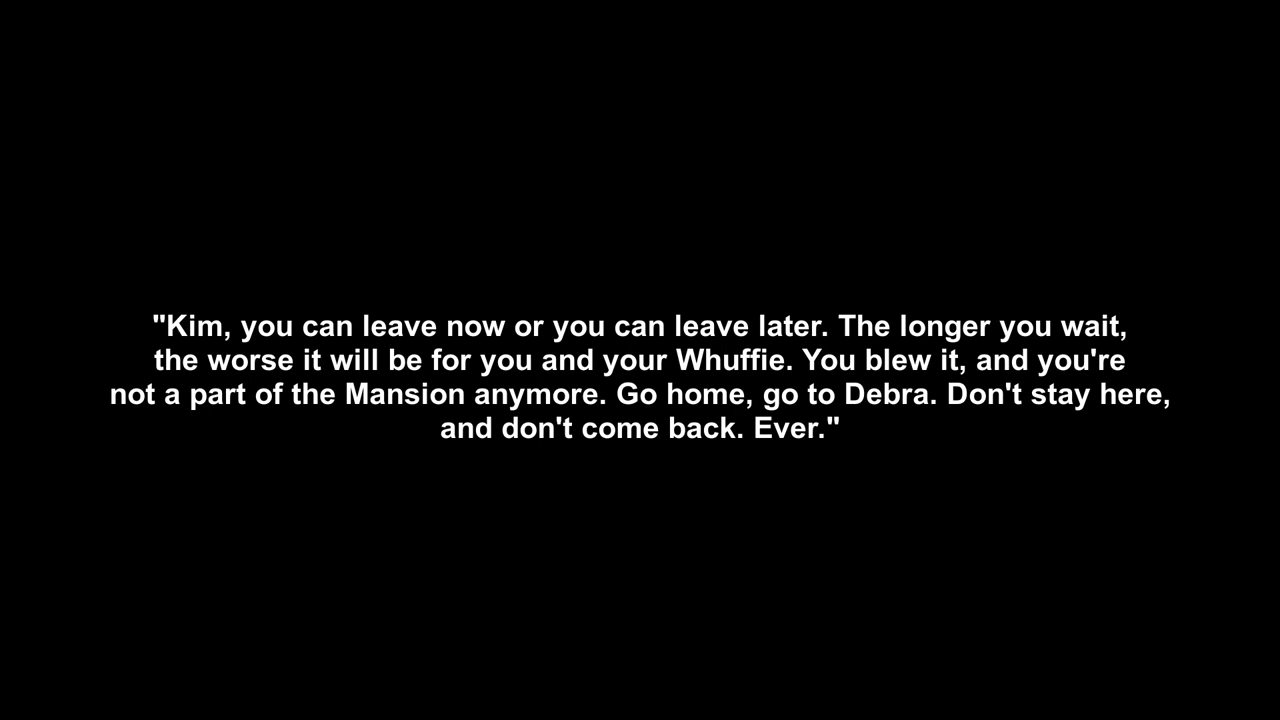 "Kim, you can leave now or you can leave later. The longer you wait,
the worse it will be for you and your Whuffie. You blew it, and you're
not a part of the Mansion anymore. Go home, go to Debra. Don't stay here,
and don't come back. Ever."